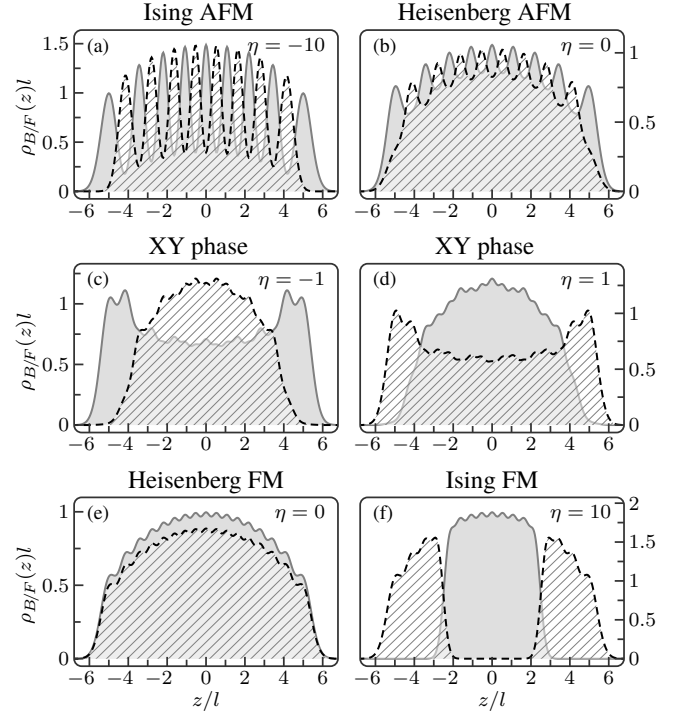 Ising AFM Heisenberg AFM
(a) η = −10
(b) η = 0
ρB/F(z)l
1.5
1
0.5
0
1
0.5
0
−6 −4 −2 0 2 4 6
−6 −4 −2 0 2 4 6
XY phase XY phase
(c) η = −1
(d) η = 1
ρB/F(z)l
1
0.5
0
1
0.5
0
−6 −4 −2 0 2 4 6
−6 −4 −2 0 2 4 6
Heisenberg FM Ising FM
(e) η = 0
(f) η = 10
ρB/F(z)l
1
0.5
0
2
1.5
1
0.5
0
−6 −4 −2 0 2 4 6
−6 −4 −2 0 2 4 6
z/l z/l